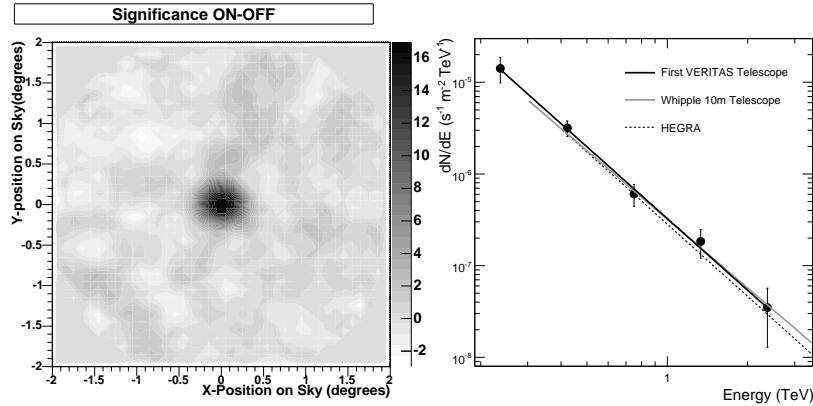 Significance ON-OFF
Y-position on Sky(degrees)
2
1.5
1
0.5
0
-0.5
-1
-1.5
-2
-2 -1.5 -1 -0.5 0 0.5 1 1.5 2
X-Position on Sky (degrees)
16
14
12
10
8
6
4
2
0
-2
dN/dE (s⁻¹ m⁻² TeV⁻¹)
10⁻⁵
10⁻⁶
10⁻⁷
10⁻⁸
First VERITAS Telescope
Whipple 10m Telescope
HEGRA
1
Energy (TeV)